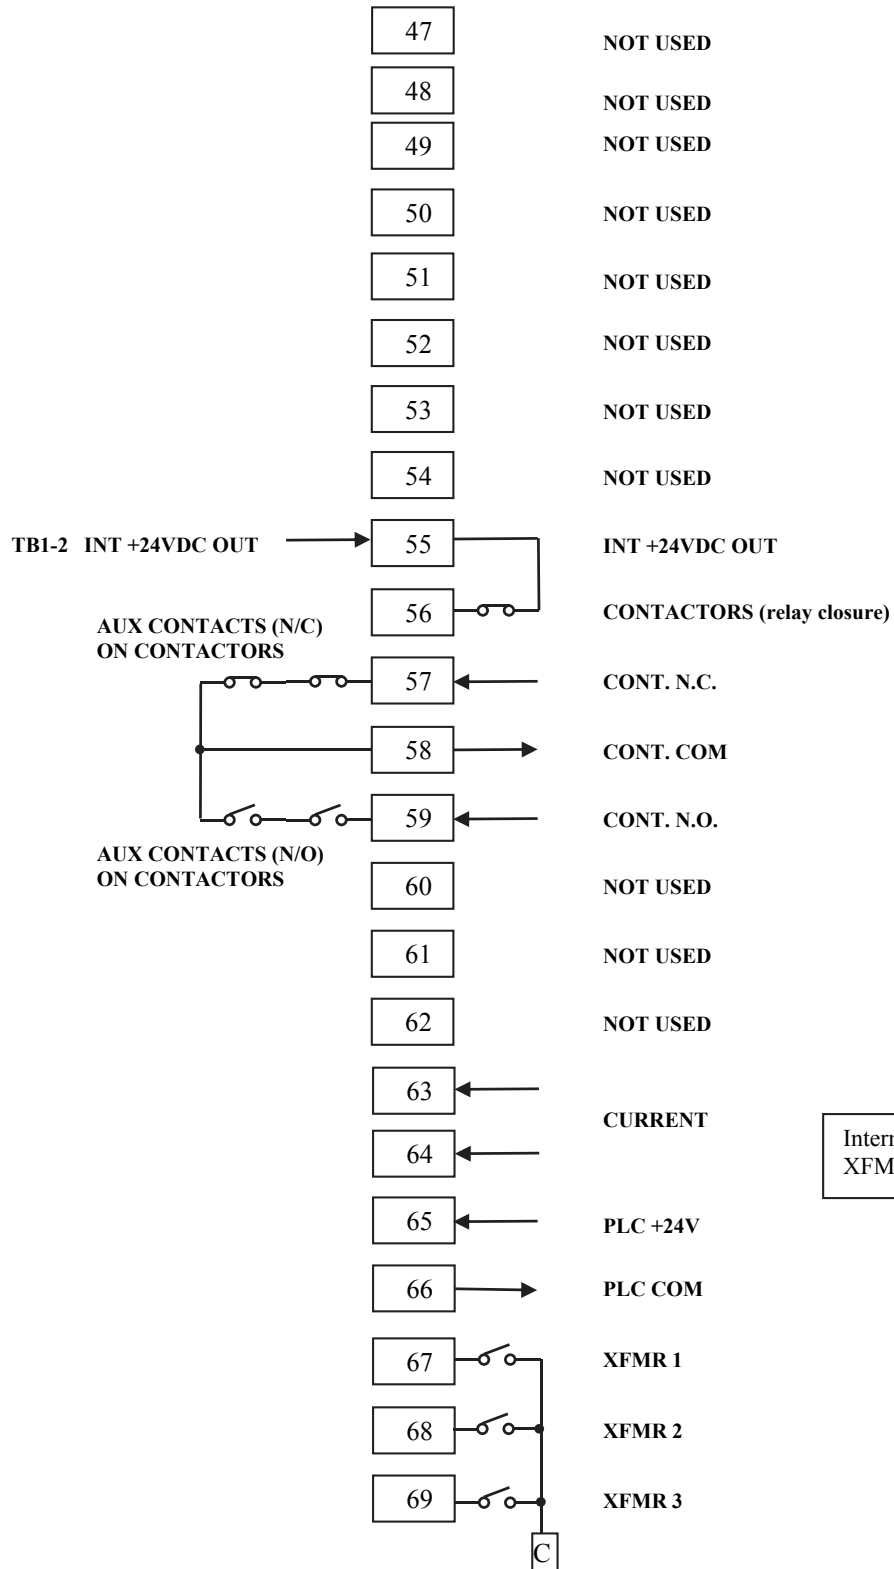 47 NOT USED
48 NOT USED
49 NOT USED
50 NOT USED
51 NOT USED
52 NOT USED
53 NOT USED
54 NOT USED
TB1-2 INT +24VDC OUT 55 INT +24VDC OUT
56 CONTACTORS (relay closure)
AUX CONTACTS (N/C)
ON CONTACTORS
57 CONT. N.C.
58 CONT. COM
59 CONT. N.O.
AUX CONTACTS (N/O)
ON CONTACTORS
60 NOT USED
61 NOT USED
62 NOT USED
63
CURRENT
64
Intern
XFM
65 PLC +24V
66 PLC COM
67 XFMR 1
68 XFMR 2
69 XFMR 3
C